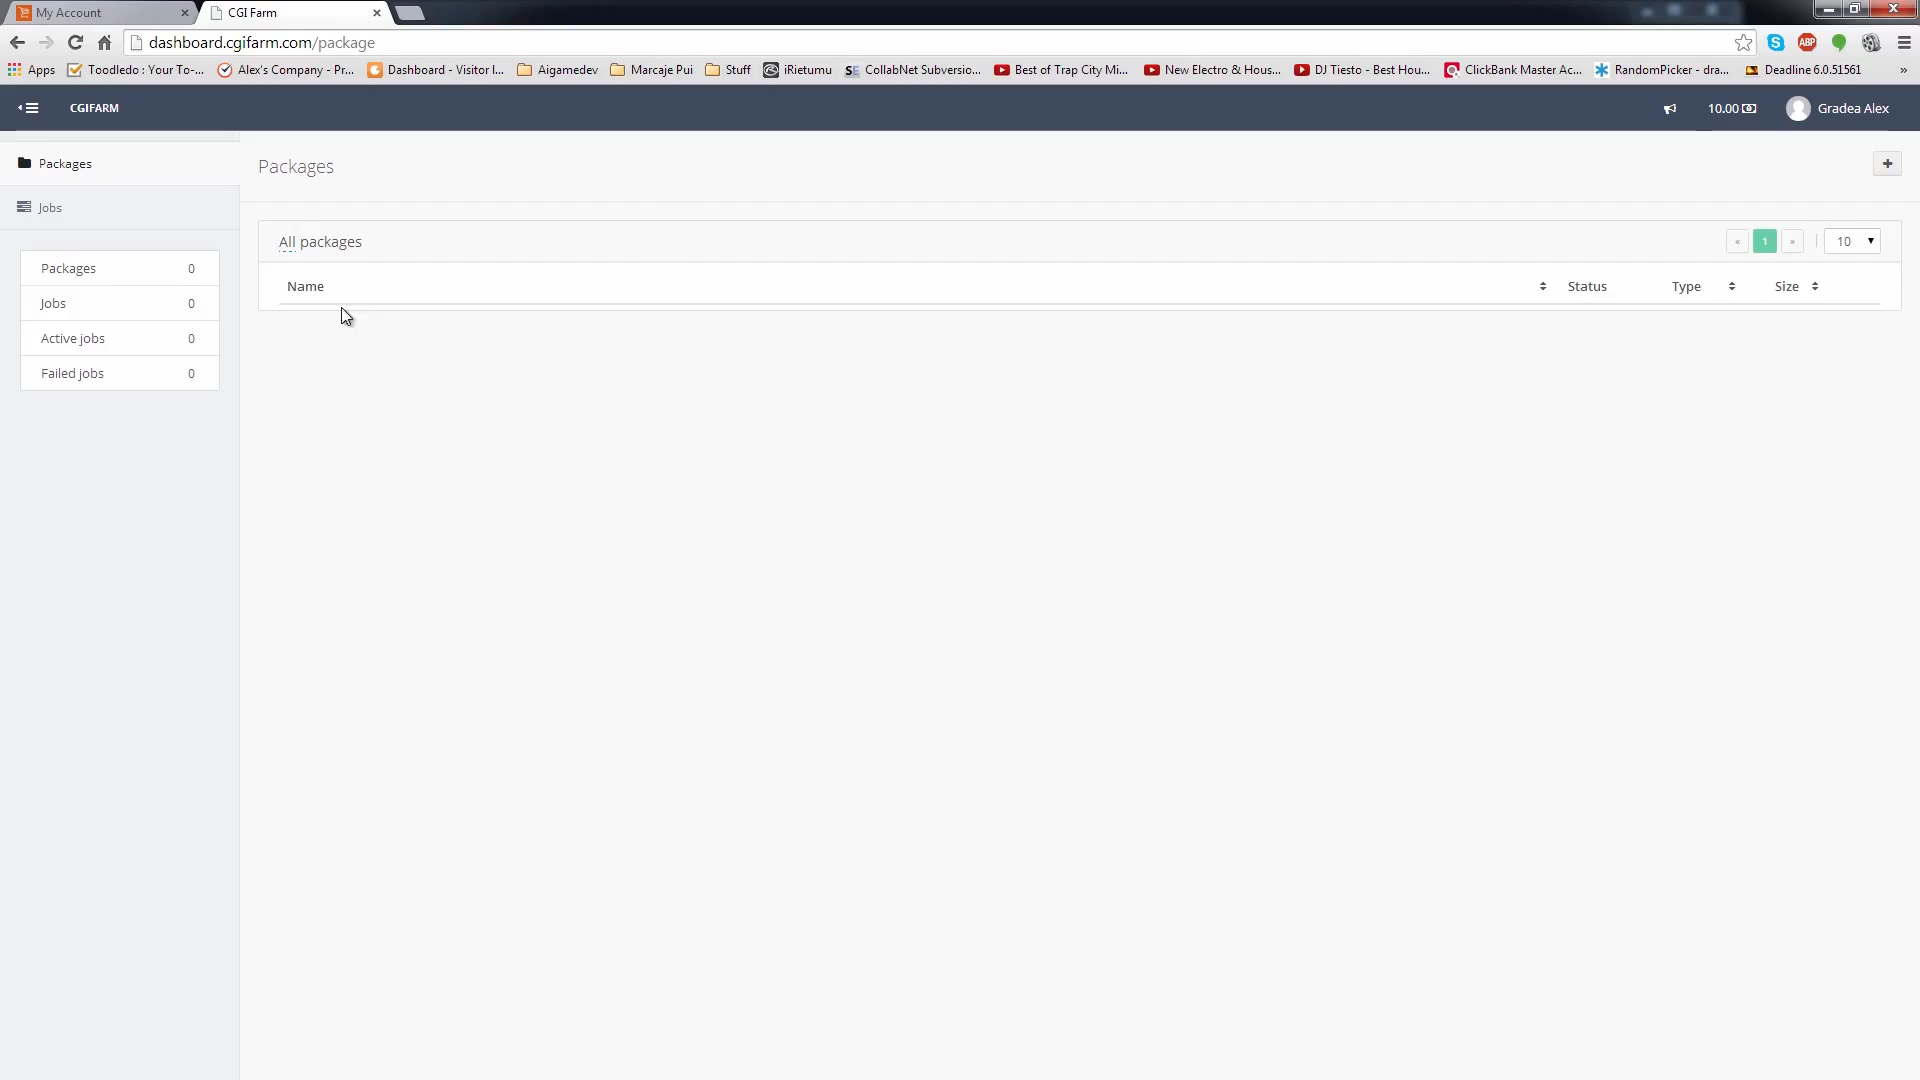 My Account
CGI Farm
dashboard.cgifarm.com/package
ABP
Apps
Toodledo : Your To-...
Alex's Company - Pr...
Dashboard - Visitor I...
Aigamedev
Marcaje Pui
Stuff
iRietumu
SE CollabNet Subversio...
Best of Trap City Mi...
New Electro & Hous...
DJ Tiesto - Best Hou...
ClickBank Master Ac...
RandomPicker - dra...
Deadline 6.0.51561
»
CGIFARM
10.00
Gradea Alex
Packages
Jobs
Packages 0
Jobs 0
Active jobs 0
Failed jobs 0
Packages
+
All packages
« 1 » | 10
Name Status Type Size